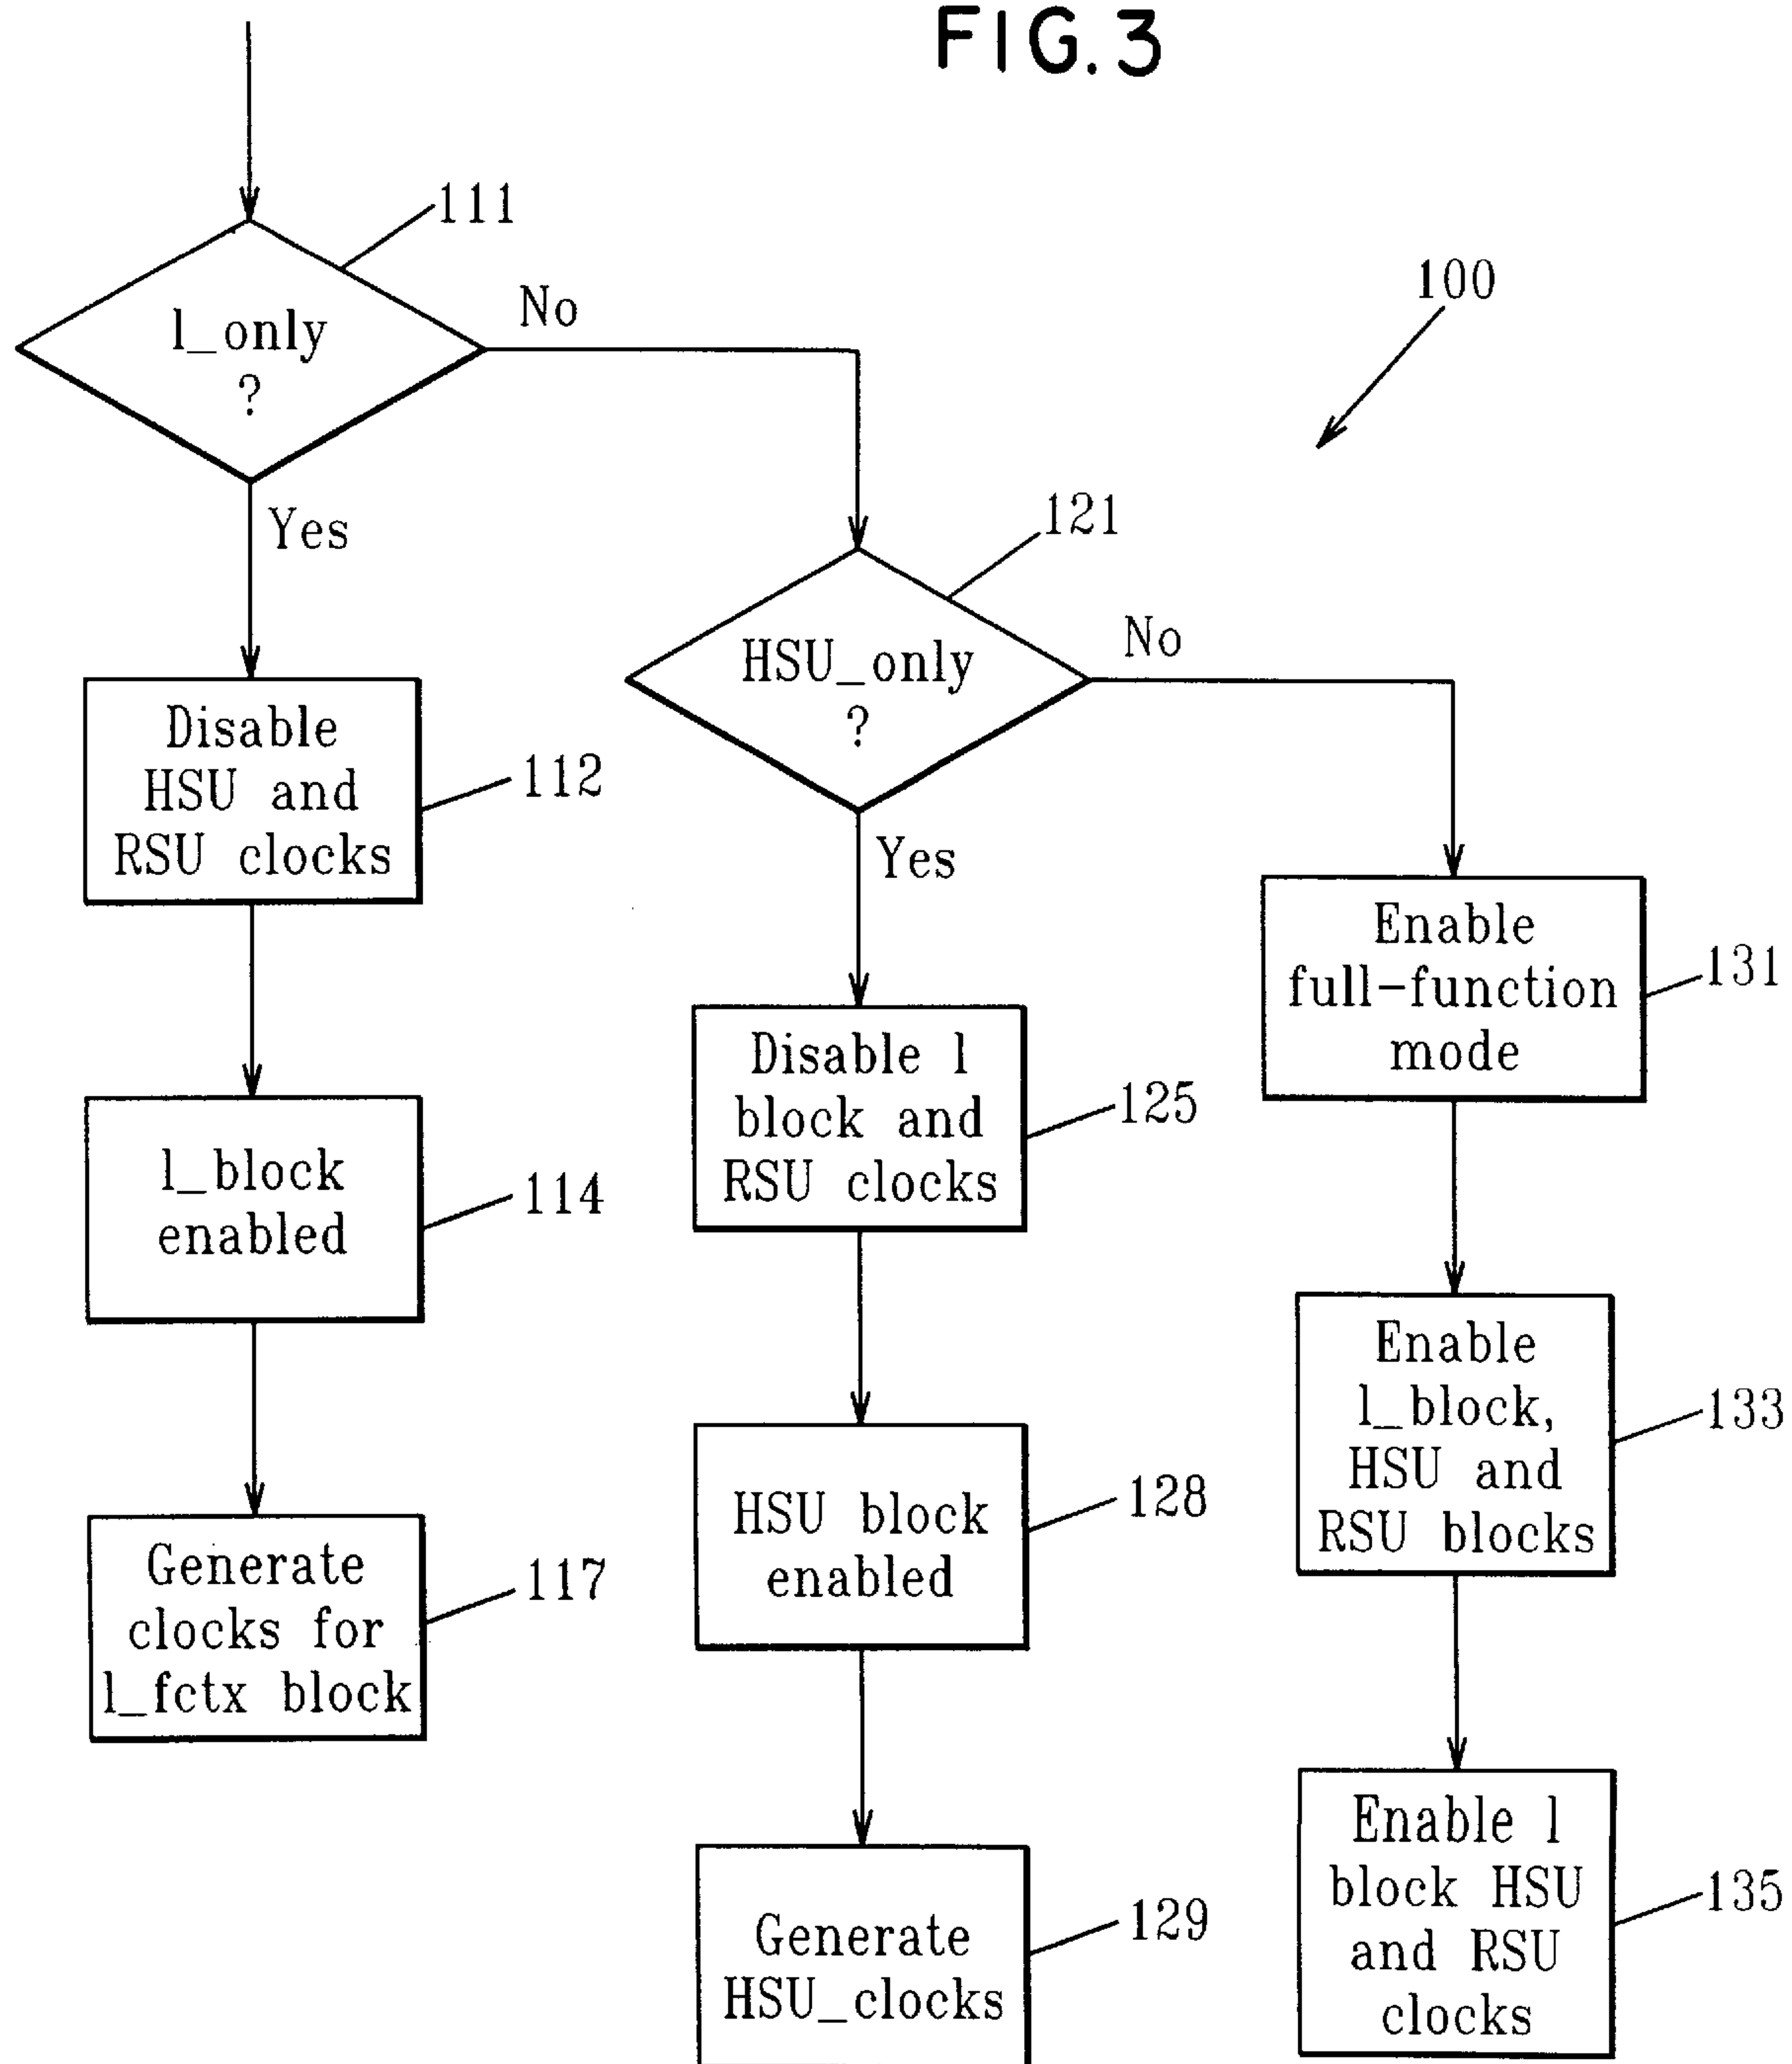 FIG. 3
111
l_only
?
No
Yes
100
121
HSU_only
?
No
Yes
Disable
HSU and
RSU clocks
112
l_block
enabled
114
Generate
clocks for
l_fctx block
117
Disable l
block and
RSU clocks
125
HSU block
enabled
128
Generate
HSU_clocks
129
Enable
full-function
mode
131
Enable
l_block,
HSU and
RSU blocks
133
Enable l
block HSU
and RSU
clocks
135